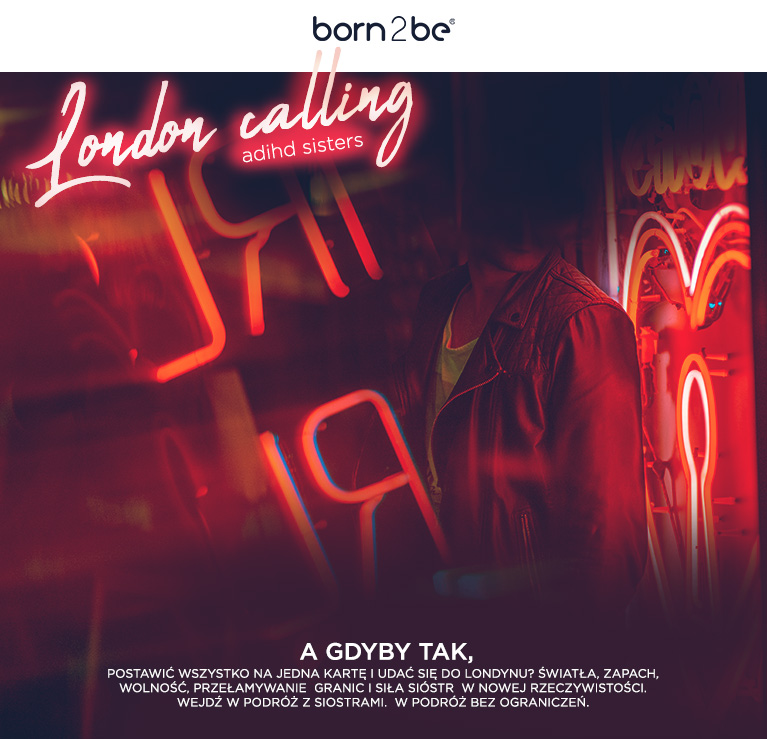 born2be®
London calling
adihd sisters
A GDYBY TAK,
POSTAWIĆ WSZYSTKO NA JEDNA KARTĘ I UDAĆ SIĘ DO LONDYNU? ŚWIATŁA, ZAPACH,
WOLNOŚĆ, PRZEŁAMYWANIE GRANIC I SIŁA SIÓSTR W NOWEJ RZECZYWISTOŚCI.
WEJDŹ W PODRÓŻ Z SIOSTRAMI. W PODRÓŻ BEZ OGRANICZEŃ.